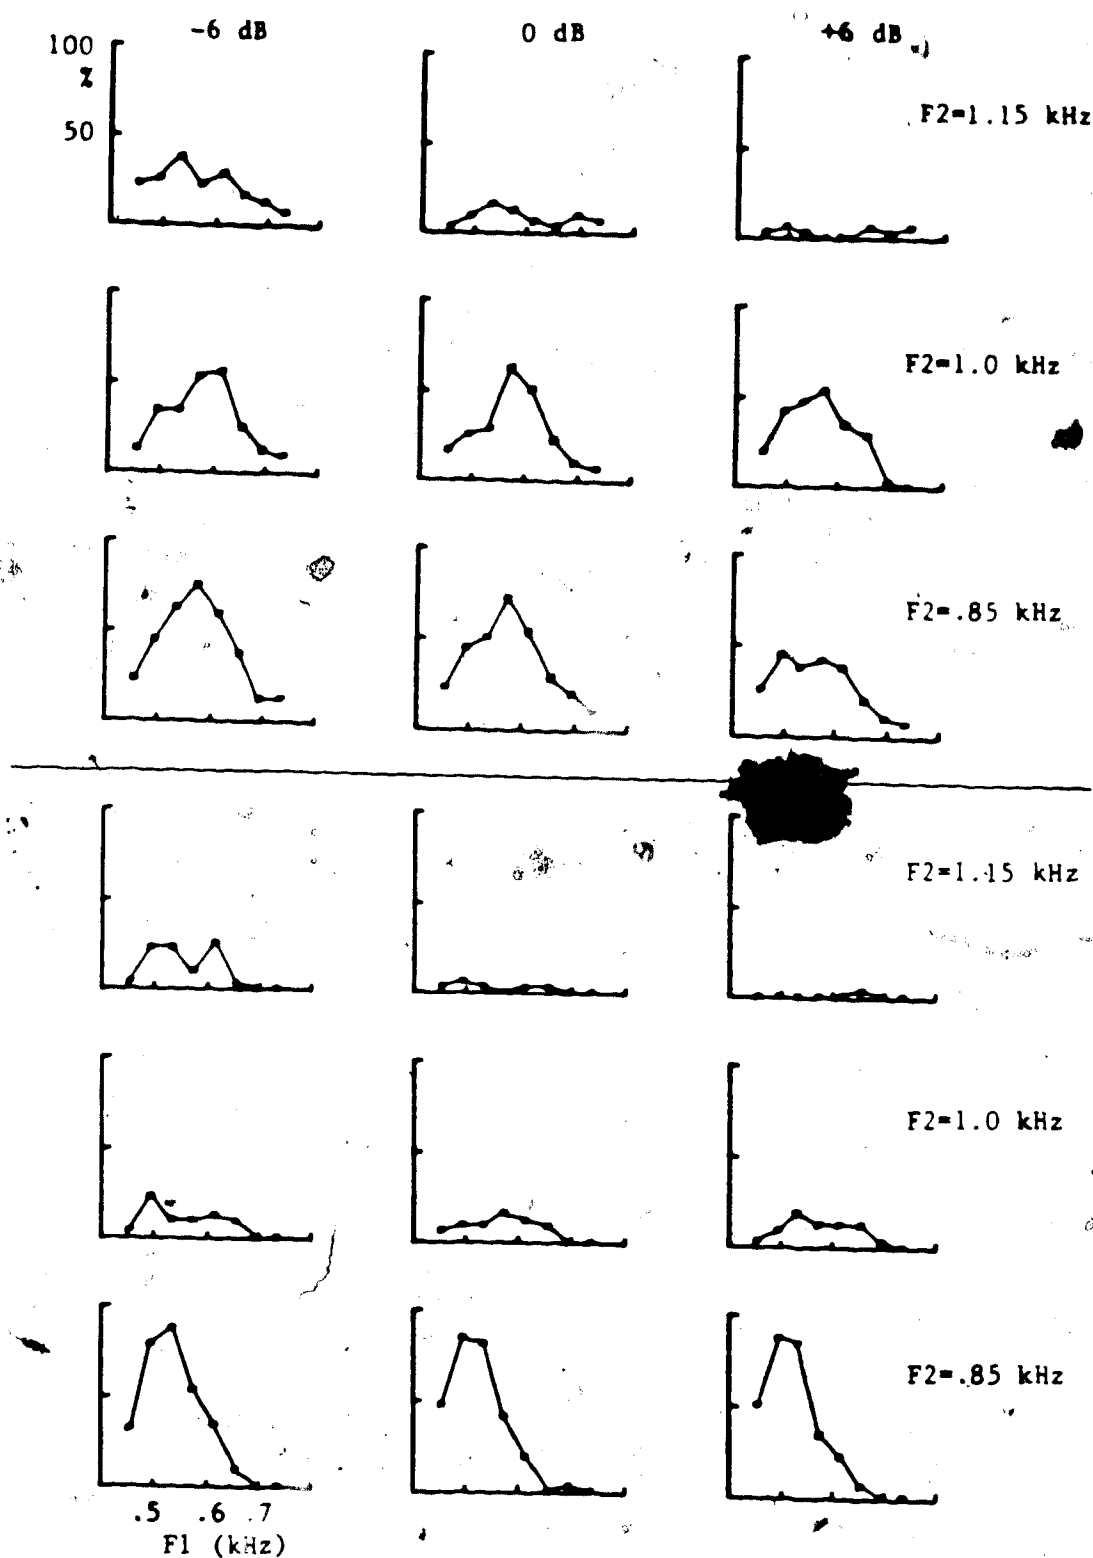 -6 dB 0 dB +6 dB
100
%
50
F2=1.15 kHz
F2=1.0 kHz
F2=.85 kHz
F2=1.15 kHz
F2=1.0 kHz
F2=.85 kHz
.5 .6 .7
F1 (kHz)